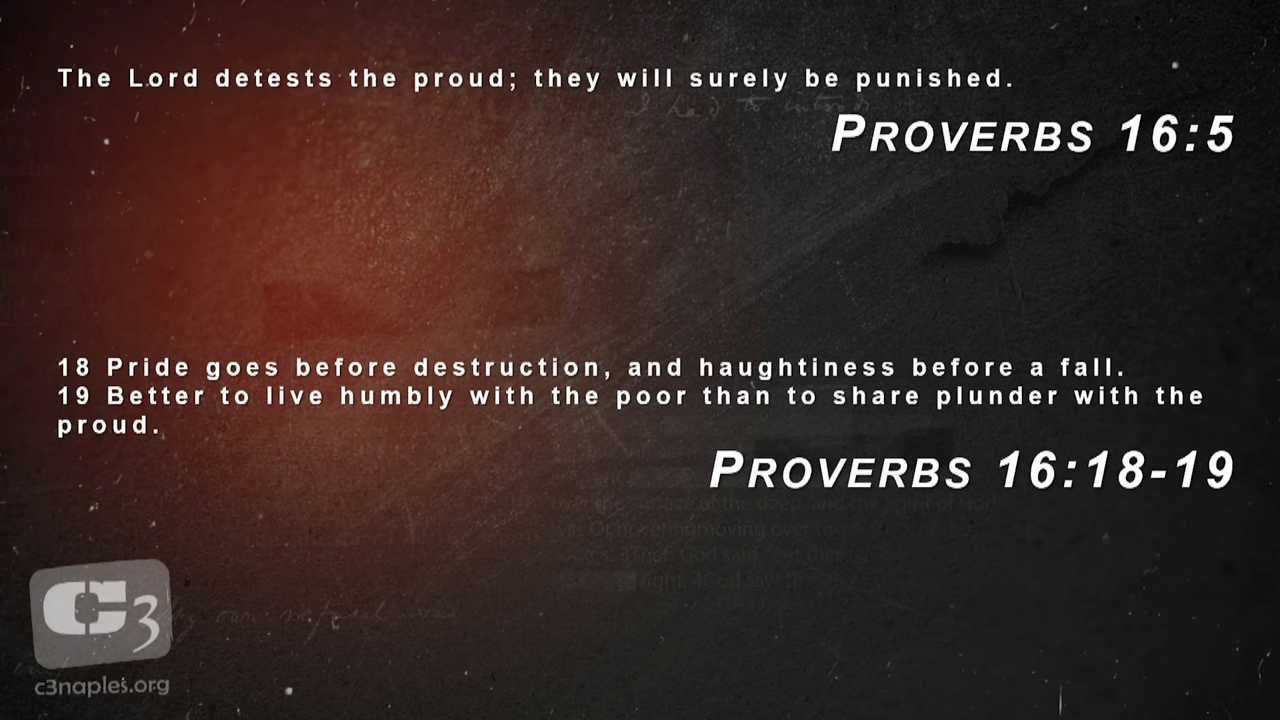 The Lord detests the proud; they will surely be punished.
PROVERBS 16:5
18 Pride goes before destruction, and haughtiness before a fall.
19 Better to live humbly with the poor than to share plunder with the
proud.
PROVERBS 16:18-19
C3
c3naples.org